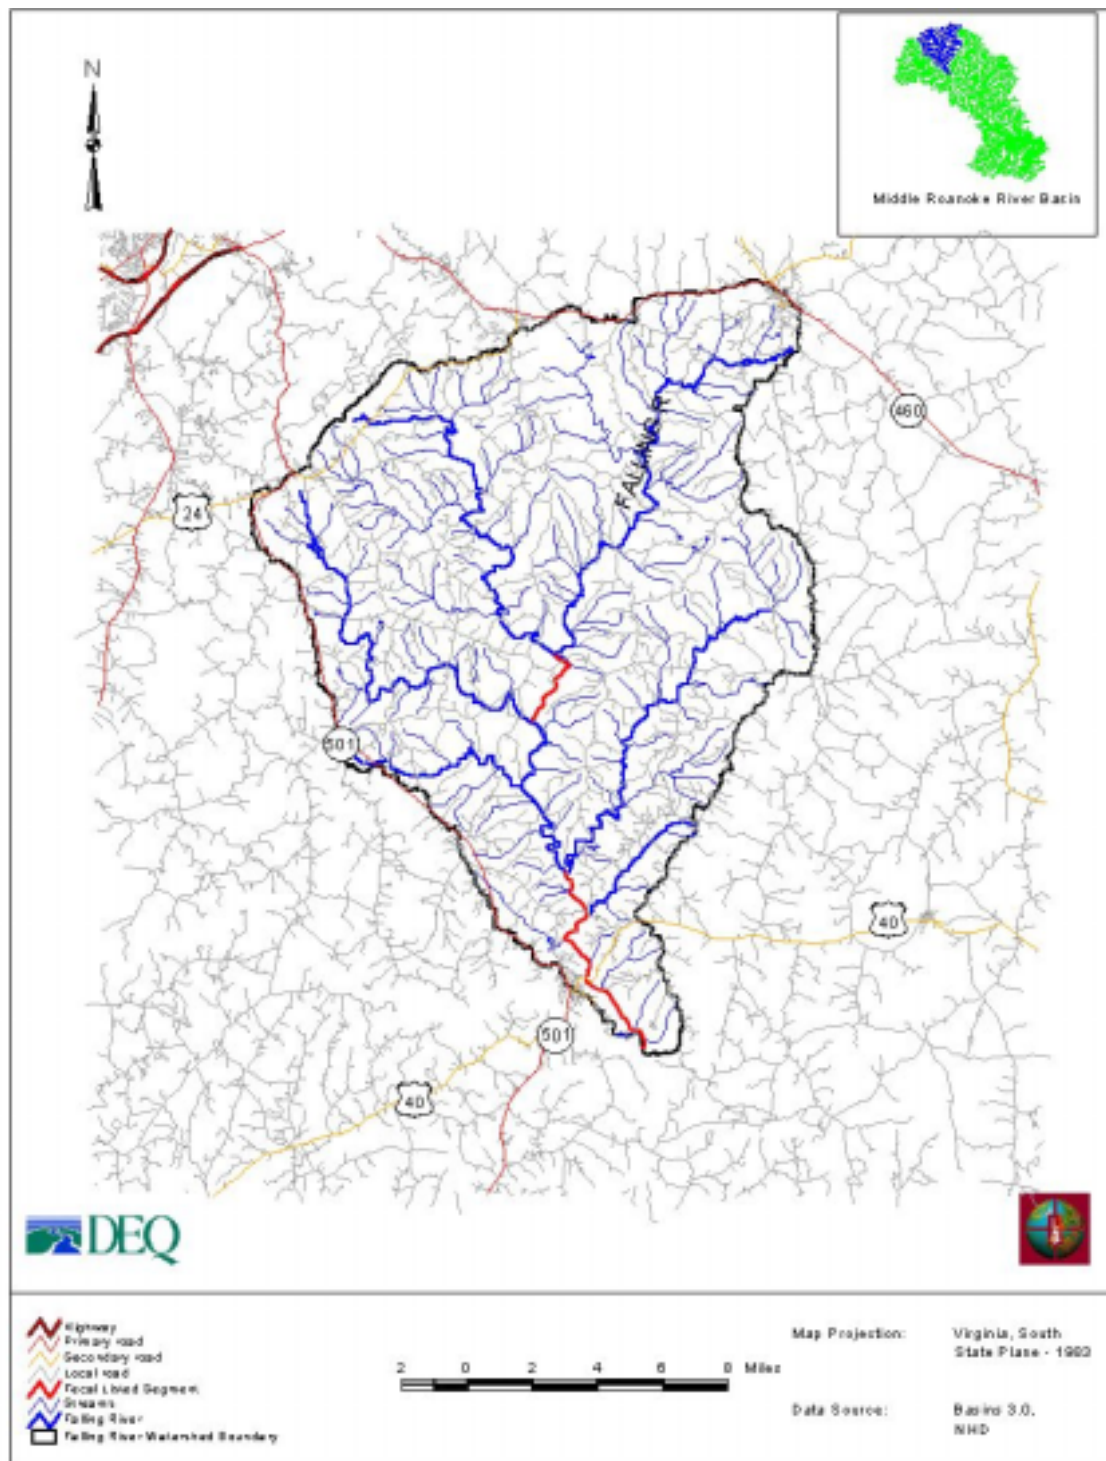 N
Middle Roanoke River Basin
460
FALLING R
24
501
40
501
40
DEQ
Highway
Primary road
Secondary road
Local road
Fecal Listed Segment
Streams
Falling River
Falling River Watershed Boundary
2 0 2 4 6 8 Miles
Map Projection: Virginia, South
State Plane - 1983
Data Source: Basins 3.0,
NHD